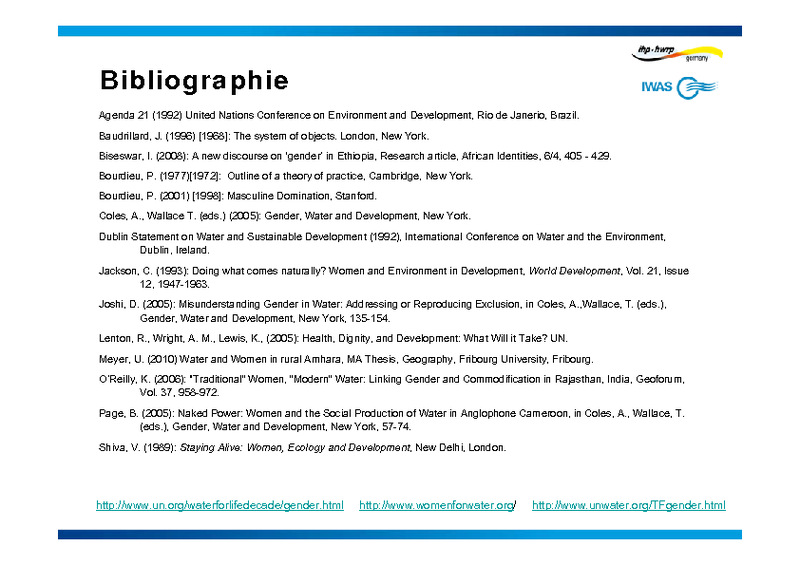 ihp - hwrp
germany
IWAS
Bibliographie
Agenda 21 (1992) United Nations Conference on Environment and Development, Rio de Janerio, Brazil.
Baudrillard, J. (1996) [1968]: The system of objects. London, New York.
Biseswar, I. (2008): A new discourse on 'gender' in Ethiopia, Research article, African Identities, 6/4, 405 - 429.
Bourdieu, P. (1977)[1972]: Outline of a theory of practice, Cambridge, New York.
Bourdieu, P. (2001) [1998]: Masculine Domination, Stanford.
Coles, A., Wallace T. (eds.) (2005): Gender, Water and Development, New York.
Dublin Statement on Water and Sustainable Development (1992), International Conference on Water and the Environment,
Dublin, Ireland.
Jackson, C. (1993): Doing what comes naturally? Women and Environment in Development, World Development, Vol. 21, Issue
12, 1947-1963.
Joshi, D. (2005): Misunderstanding Gender in Water: Addressing or Reproducing Exclusion, in Coles, A.,Wallace, T. (eds.),
Gender, Water and Development, New York, 135-154.
Lenton, R., Wright, A. M., Lewis, K., (2005): Health, Dignity, and Development: What Will it Take? UN.
Meyer, U. (2010) Water and Women in rural Amhara, MA Thesis, Geography, Fribourg University, Fribourg.
O'Reilly, K. (2006): "Traditional" Women, "Modern" Water: Linking Gender and Commodification in Rajasthan, India, Geoforum,
Vol. 37, 958-972.
Page, B. (2005): Naked Power: Women and the Social Production of Water in Anglophone Cameroon, in Coles, A., Wallace, T.
(eds.), Gender, Water and Development, New York, 57-74.
Shiva, V. (1989): Staying Alive: Women, Ecology and Development, New Delhi, London.
http://www.un.org/waterforlifedecade/gender.html http://www.womenforwater.org/ http://www.unwater.org/TFgender.html